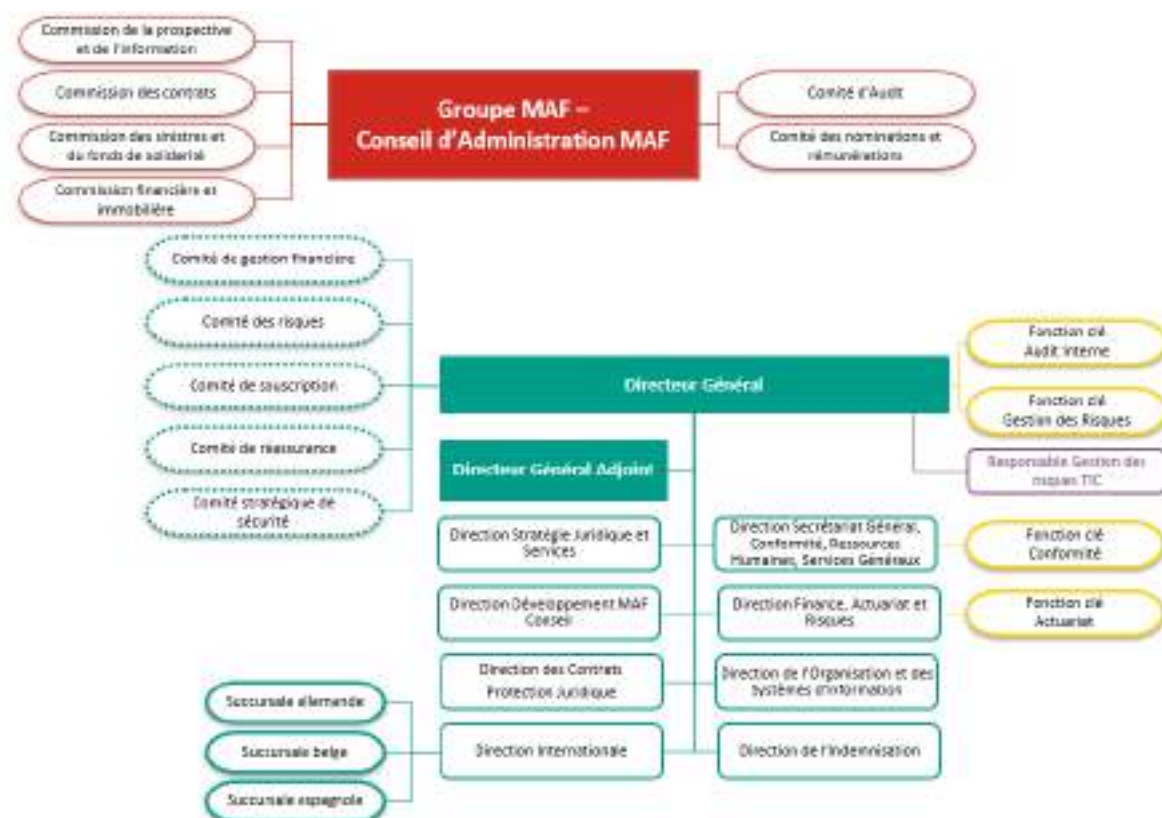 Commission de la prospective
et de l'information
Commission des contrats
Commission des sinistres et
du fonds de solidarité
Commission financière et
immobilière
Groupe MAF –
Conseil d'Administration MAF
Comité d'Audit
Comité des nominations et
rémunérations
Comité de gestion financière
Comité des risques
Comité de souscription
Comité de réassurance
Comité stratégique de
sécurité
Directeur Général
Directeur Général Adjoint
Fonction clé
Audit interne
Fonction clé
Gestion des Risques
Responsable Gestion des
risques TIC
Direction Stratégie Juridique et
Services
Direction Secrétariat Général,
Conformité, Ressources
Humaines, Services Généraux
Fonction clé
Conformité
Direction Développement MAF
Conseil
Direction Finance, Actuariat et
Risques
Fonction clé
Actuariat
Direction des Contrats
Protection Juridique
Direction de l'Organisation et des
Systèmes d'Information
Succursale allemande
Succursale belge
Succursale espagnole
Direction Internationale
Direction de l'Indemnisation